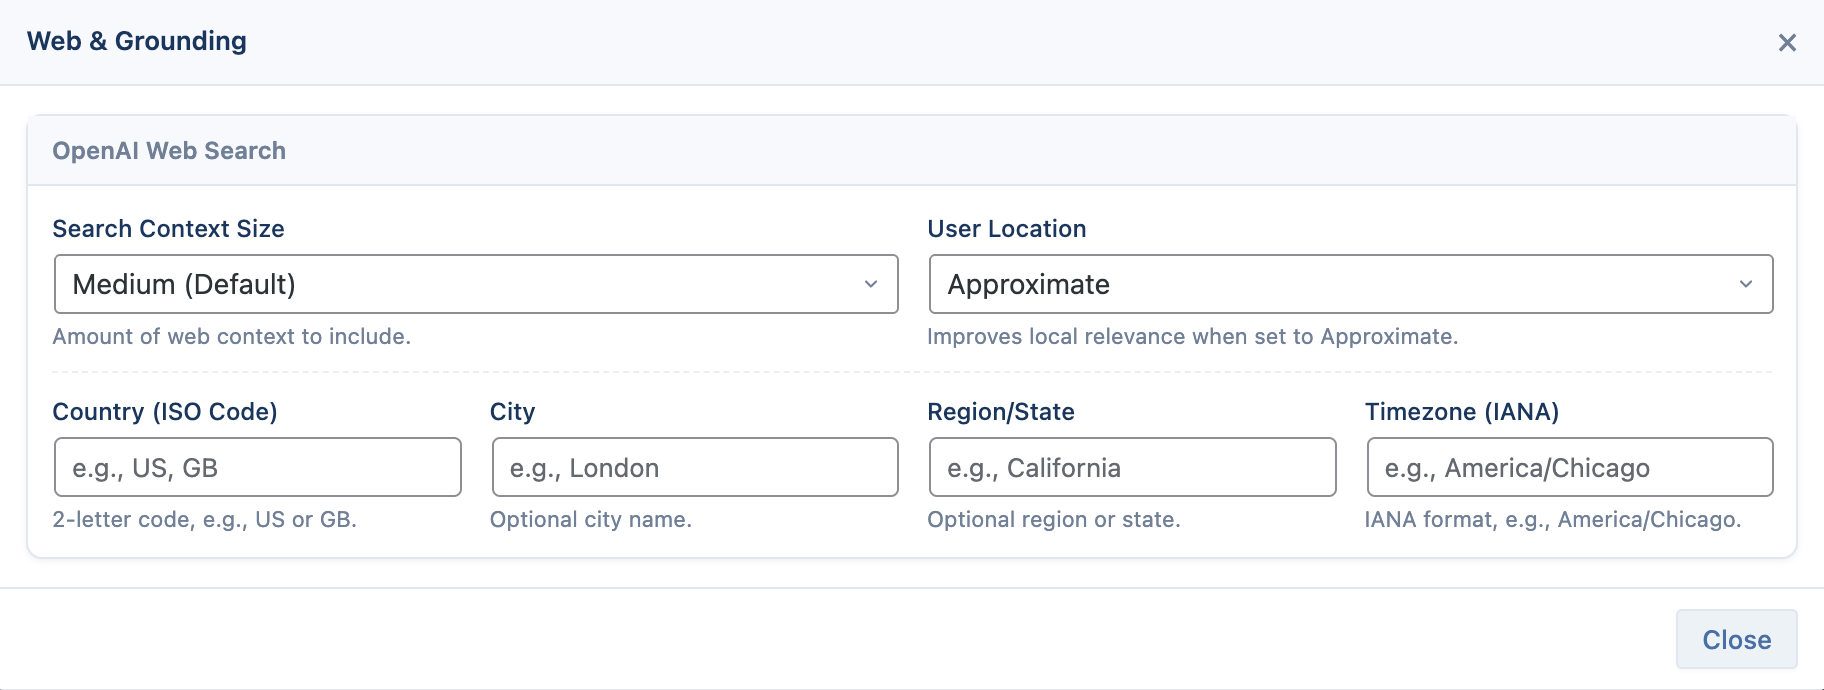 Web & Grounding
OpenAI Web Search
Search Context Size
User Location
Medium (Default)
Approximate
Amount of web context to include.
Improves local relevance when set to Approximate.
Country (ISO Code)
City
Region/State
Timezone (IANA)
e.g., US, GB
e.g., London
e.g., California
e.g., America/Chicago
2-letter code, e.g., US or GB.
Optional city name.
Optional region or state.
IANA format, e.g., America/Chicago.
Close